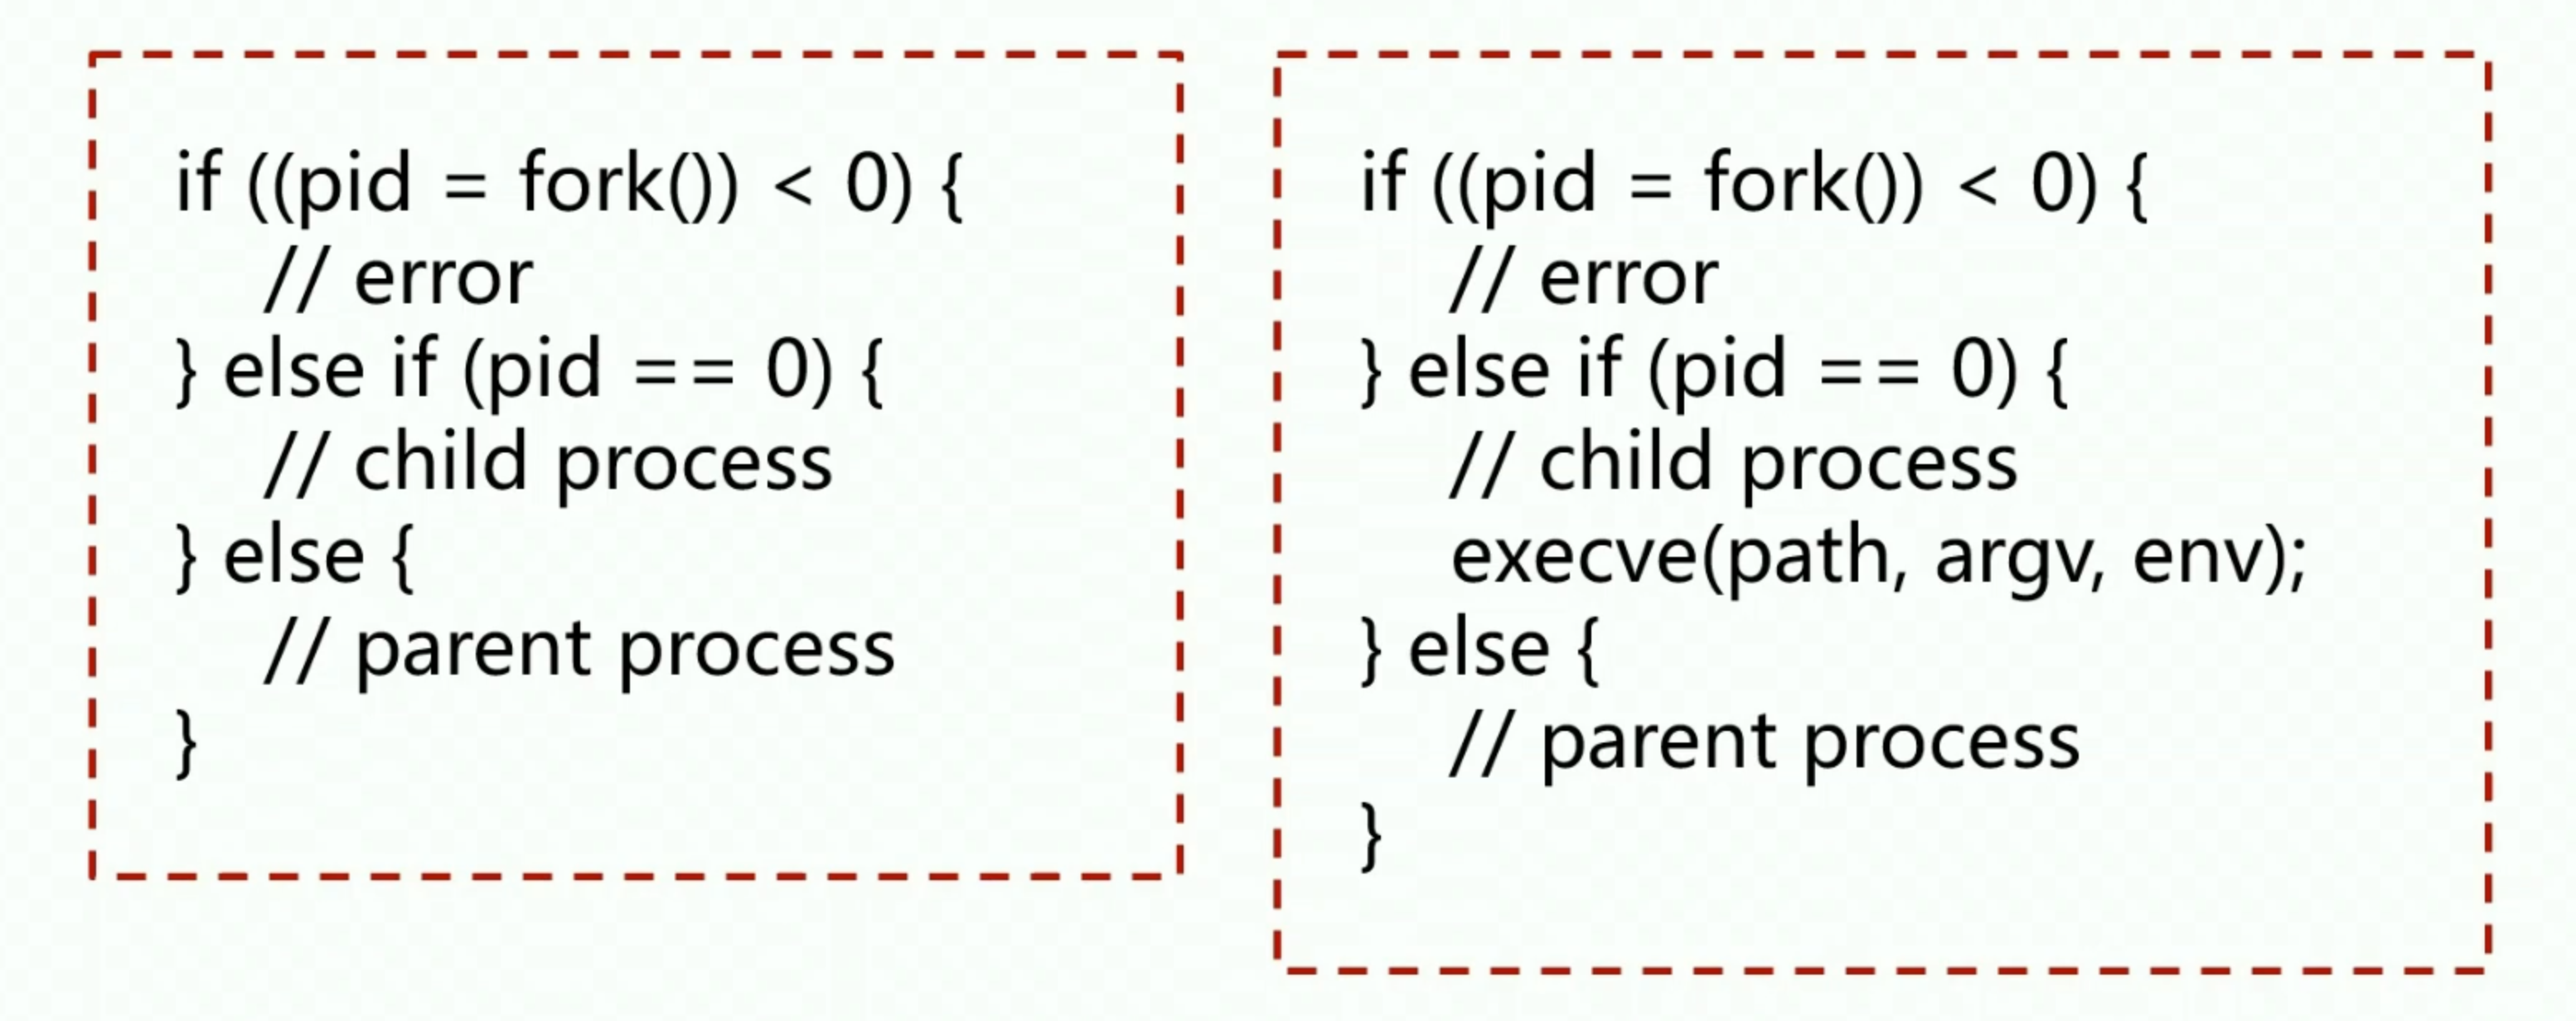 if ((pid = fork()) < 0) {
    // error
} else if (pid == 0) {
    // child process
} else {
    // parent process
}
if ((pid = fork()) < 0) {
    // error
} else if (pid == 0) {
    // child process
    execve(path, argv, env);
} else {
    // parent process
}